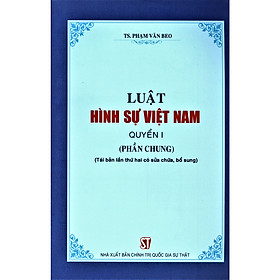 TS. PHẠM VĂN BEO
LUẬT
HÌNH SỰ VIỆT NAM
QUYỂN I
(PHẦN CHUNG)
(Tái bản lần thứ hai có sửa chữa, bổ sung)
ST
NHÀ XUẤT BẢN CHÍNH TRỊ QUỐC GIA SỰ THẬT